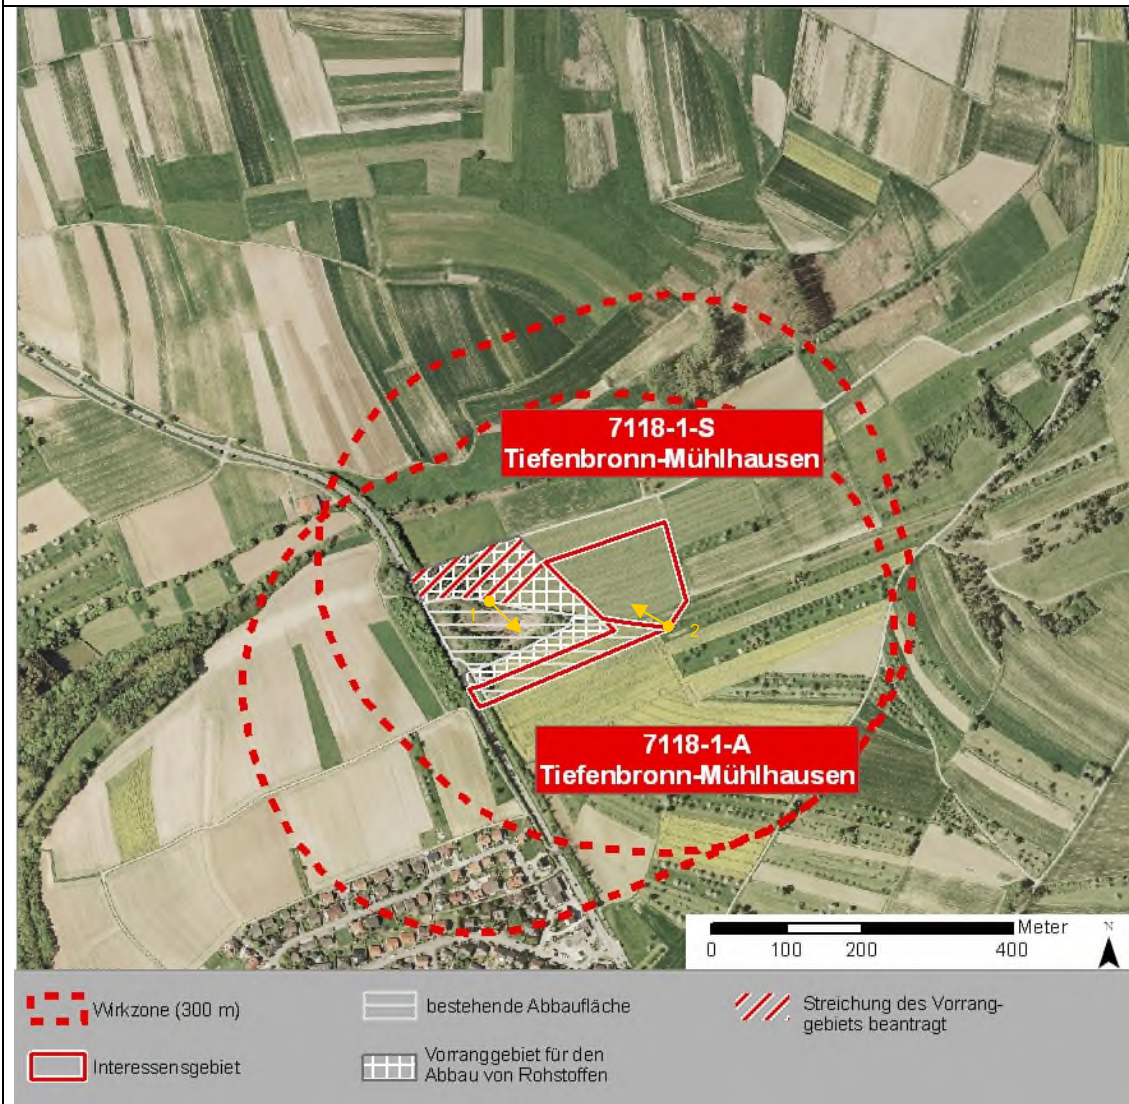 7118-1-S
Tiefenbronn-Mühlhausen
1
2
7118-1-A
Tiefenbronn-Mühlhausen
Meter
N
0 100 200 400
Wirkzone (300 m)
bestehende Abbaufläche
Streichung des Vorrang-
gebiets beantragt
Interessensgebiet
Vorranggebiet für den
Abbau von Rohstoffen